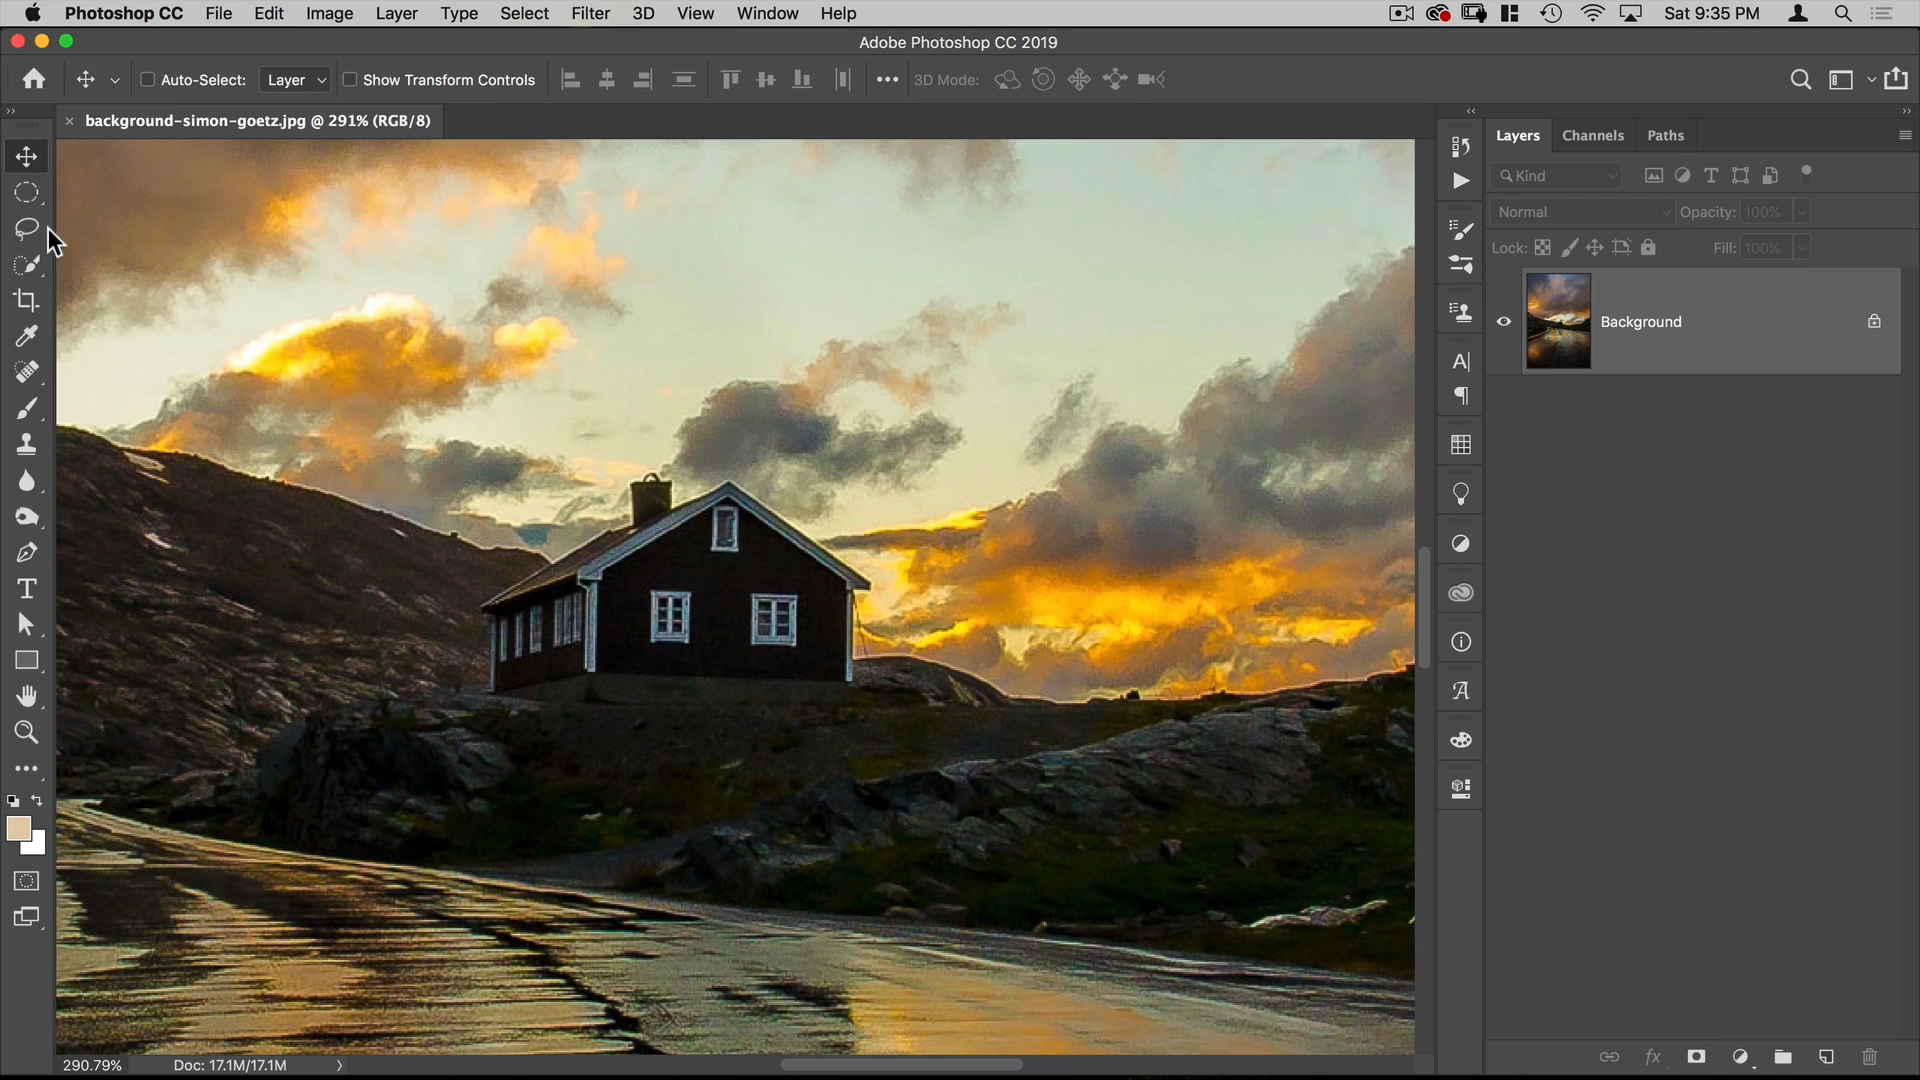 Photoshop CC File Edit Image Layer Type Select Filter 3D View Window Help Sat 9:35 PM
Adobe Photoshop CC 2019
Auto-Select: Layer Show Transform Controls 3D Mode:
× background-simon-goetz.jpg @ 291% (RGB/8)
Layers Channels Paths
Kind
Normal Opacity: 100%
Lock: Fill: 100%
Background
290.79% Doc: 17.1M/17.1M
fx